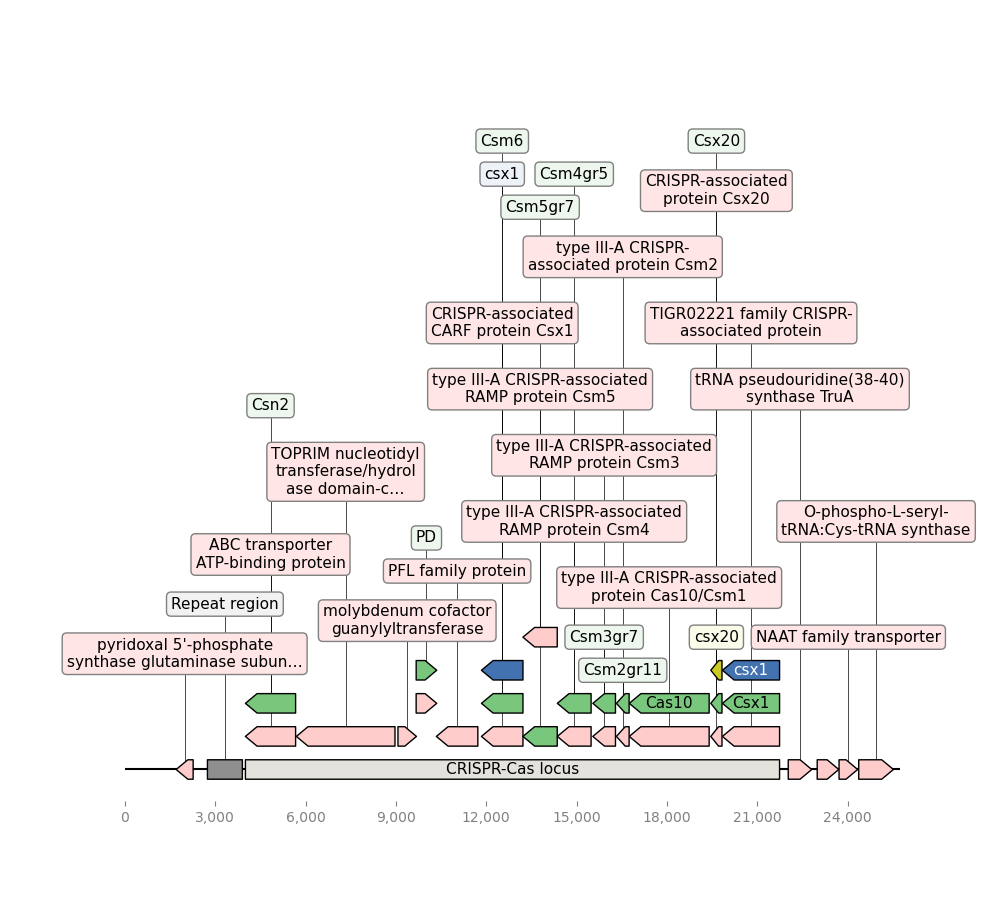 Csm6
Csx20
csx1
Csm4gr5
CRISPR-associated
protein Csx20
Csm5gr7
type III-A CRISPR-
associated protein Csm2
CRISPR-associated
CARF protein Csx1
TIGR02221 family CRISPR-
associated protein
type III-A CRISPR-associated
RAMP protein Csm5
tRNA pseudouridine(38-40)
synthase TruA
Csn2
type III-A CRISPR-associated
RAMP protein Csm3
TOPRIM nucleotidyl
transferase/hydrol
ase domain-c...
type III-A CRISPR-associated
RAMP protein Csm4
O-phospho-L-seryl-
tRNA:Cys-tRNA synthase
PD
ABC transporter
ATP-binding protein
PFL family protein
type III-A CRISPR-associated
protein Cas10/Csm1
Repeat region
molybdenum cofactor
guanylyltransferase
Csm3gr7
csx20
NAAT family transporter
pyridoxal 5'-phosphate
synthase glutaminase subun...
Csm2gr11
csx1
Cas10
Csx1
CRISPR-Cas locus
0
3,000
6,000
9,000
12,000
15,000
18,000
21,000
24,000